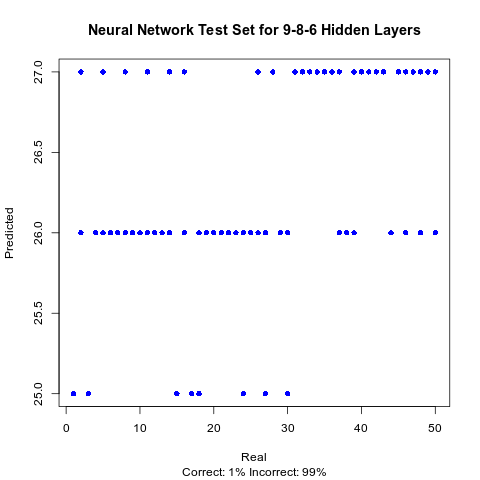 Neural Network Test Set for 9-8-6 Hidden Layers
27.0
26.5
26.0
25.5
25.0
Predicted
0 10 20 30 40 50
Real
Correct: 1% Incorrect: 99%